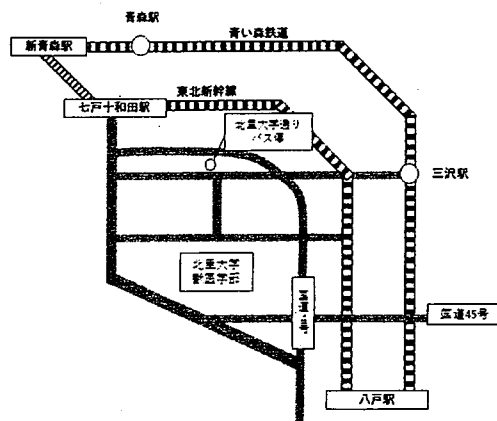 青森駅
新青森駅
青い森鉄道
七戸十和田駅
東北新幹線
北里大学通り
バス停
三沢駅
北里大学
獣医学部
国道45号
八戸駅